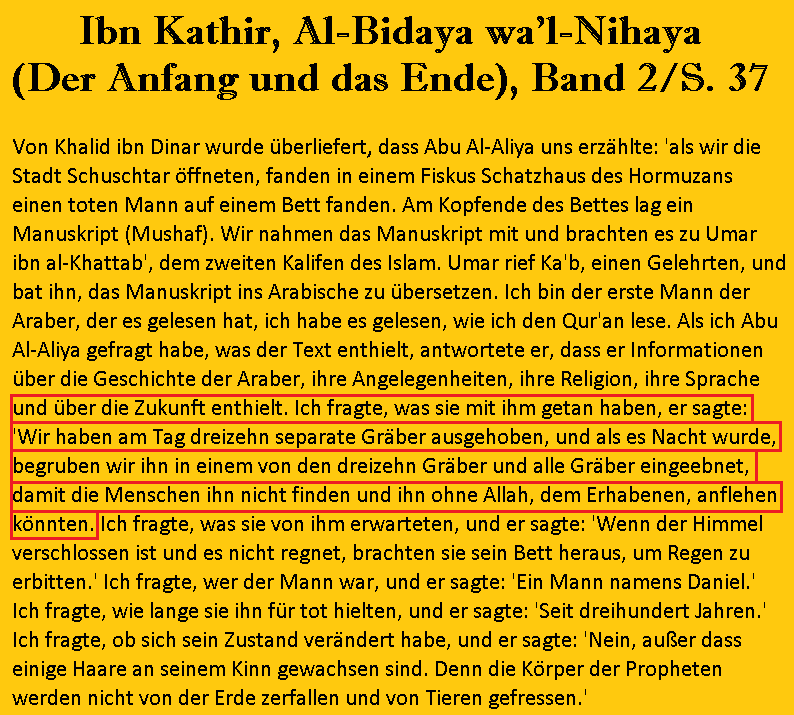 Ibn Kathir, Al-Bidaya wa’l-Nihaya
(Der Anfang und das Ende), Band 2/S. 37
Von Khalid ibn Dinar wurde überliefert, dass Abu Al-Aliya uns erzählte: 'als wir die
Stadt Schuschtar öffneten, fanden in einem Fiskus Schatzhaus des Hormuzans
einen toten Mann auf einem Bett fanden. Am Kopfende des Bettes lag ein
Manuskript (Mushaf). Wir nahmen das Manuskript mit und brachten es zu Umar
ibn al-Khattab', dem zweiten Kalifen des Islam. Umar rief Ka'b, einen Gelehrten, und
bat ihn, das Manuskript ins Arabische zu übersetzen. Ich bin der erste Mann der
Araber, der es gelesen hat, ich habe es gelesen, wie ich den Qur'an lese. Als ich Abu
Al-Aliya gefragt habe, was der Text enthielt, antwortete er, dass er Informationen
über die Geschichte der Araber, ihre Angelegenheiten, ihre Religion, ihre Sprache
und über die Zukunft enthielt. Ich fragte, was sie mit ihm getan haben, er sagte:
'Wir haben am Tag dreizehn separate Gräber ausgehoben, und als es Nacht wurde,
begruben wir ihn in einem von den dreizehn Gräber und alle Gräber eingeebnet,
damit die Menschen ihn nicht finden und ihn ohne Allah, dem Erhabenen, anflehen
könnten. Ich fragte, was sie von ihm erwarteten, und er sagte: 'Wenn der Himmel
verschlossen ist und es nicht regnet, brachten sie sein Bett heraus, um Regen zu
erbitten.' Ich fragte, wer der Mann war, und er sagte: 'Ein Mann namens Daniel.'
Ich fragte, wie lange sie ihn für tot hielten, und er sagte: 'Seit dreihundert Jahren.'
Ich fragte, ob sich sein Zustand verändert habe, und er sagte: 'Nein, außer dass
einige Haare an seinem Kinn gewachsen sind. Denn die Körper der Propheten
werden nicht von der Erde zerfallen und von Tieren gefressen.'